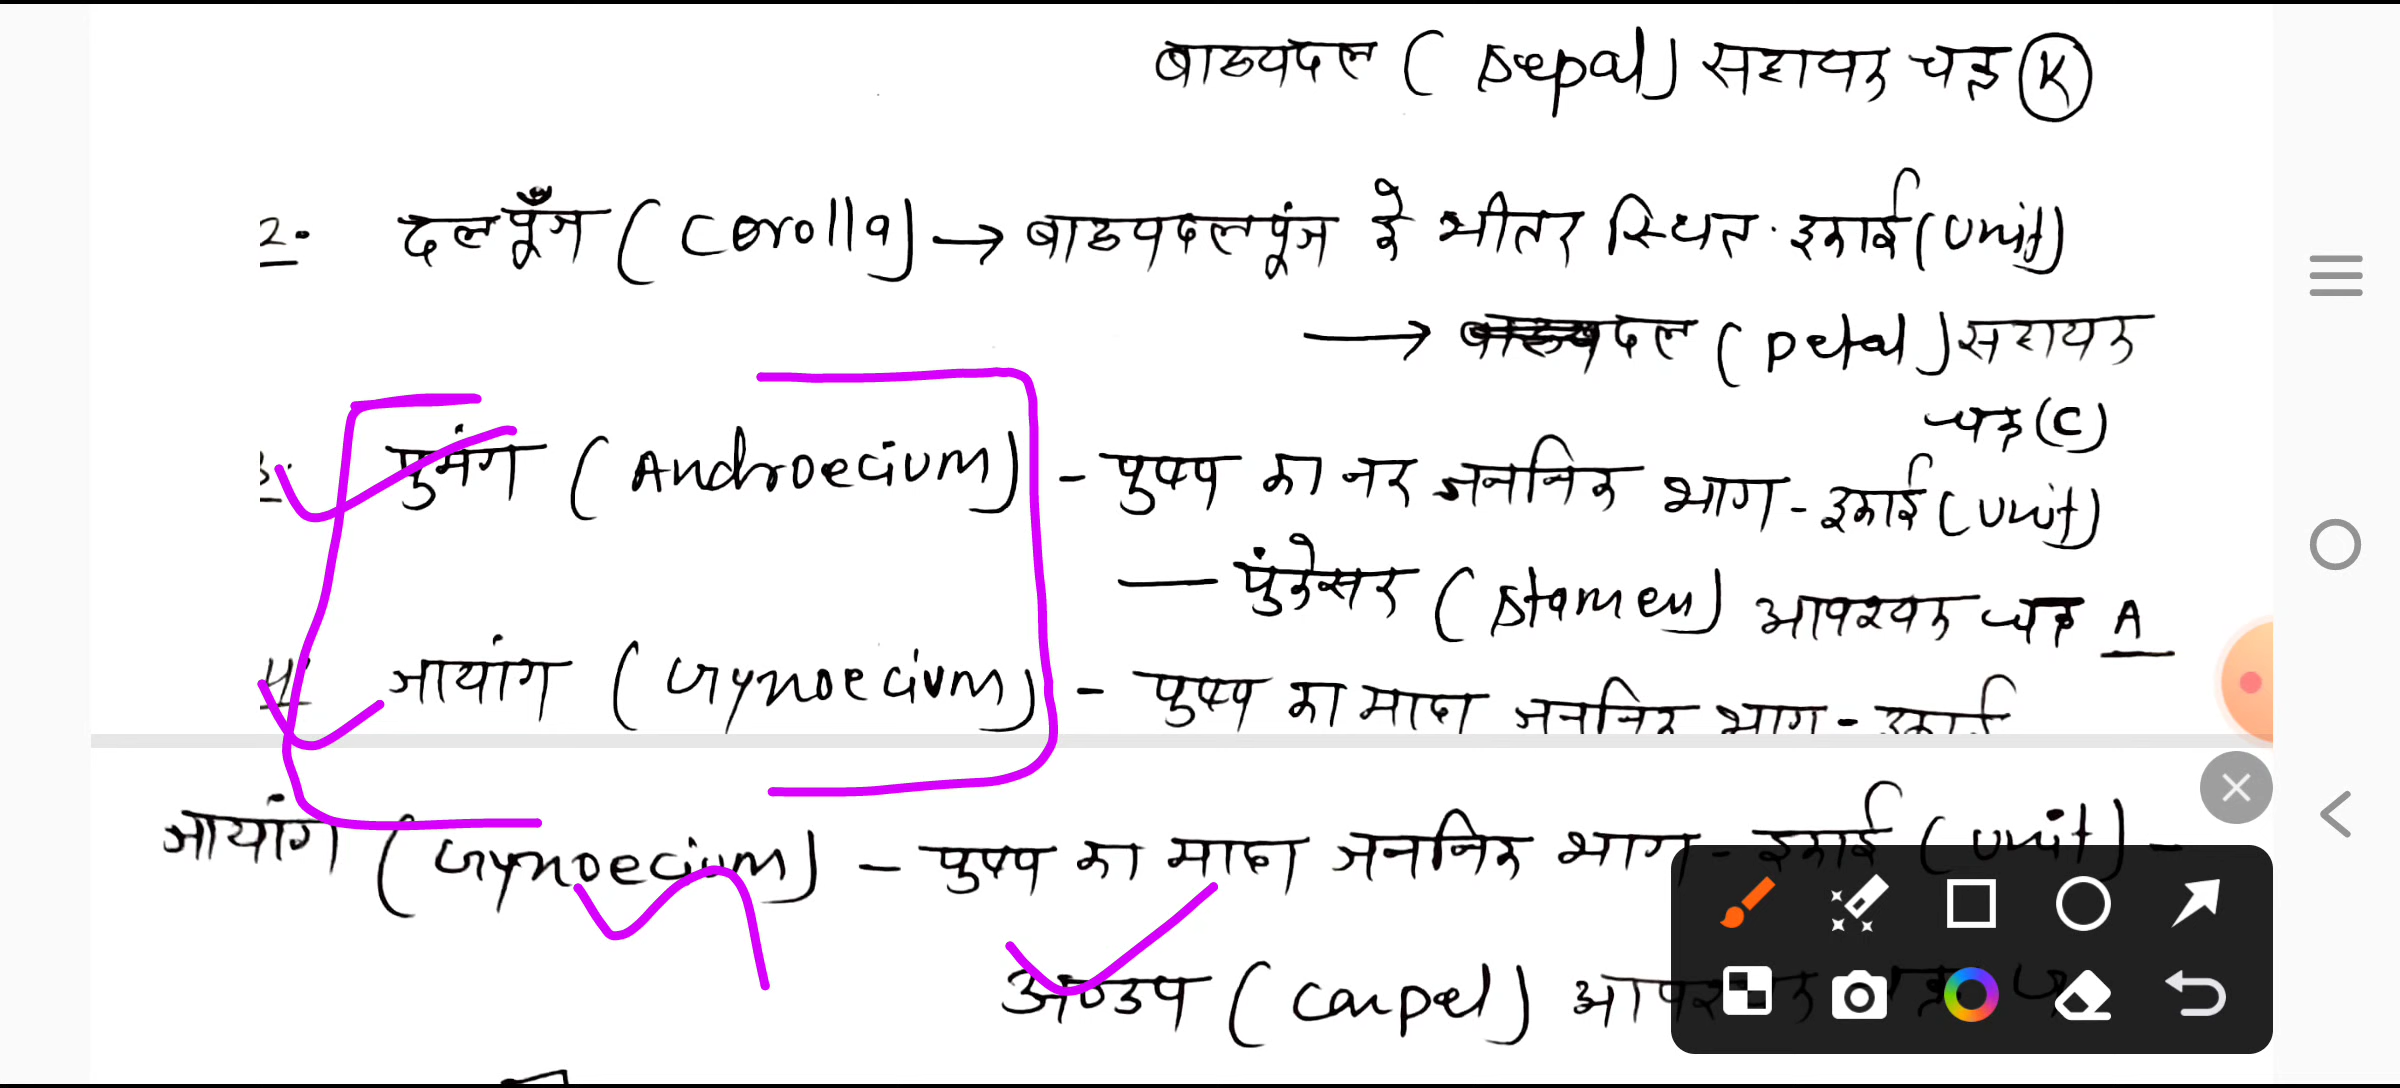 बाह्यदल (sepal) सहायक चक्र (K)
2. दलपुँज (Corolla) → बाह्यदलपुंज के भीतर स्थित. इकाई (Unit)
→ दल (petal) सहायक
चक्र (C)
3. पुमंग (Androecium) - पुष्प का नर जननिक भाग - इकाई (Unit)
— पुंकेसर (stamen) आवश्यक चक्र A
4. जायांग (Gynoecium) - पुष्प का मादा जननिक भाग - इकाई
जायांग (Gynoecium) - पुष्प का मादा जननिक भाग - इकाई (Unit) -
अण्डप (Carpel)